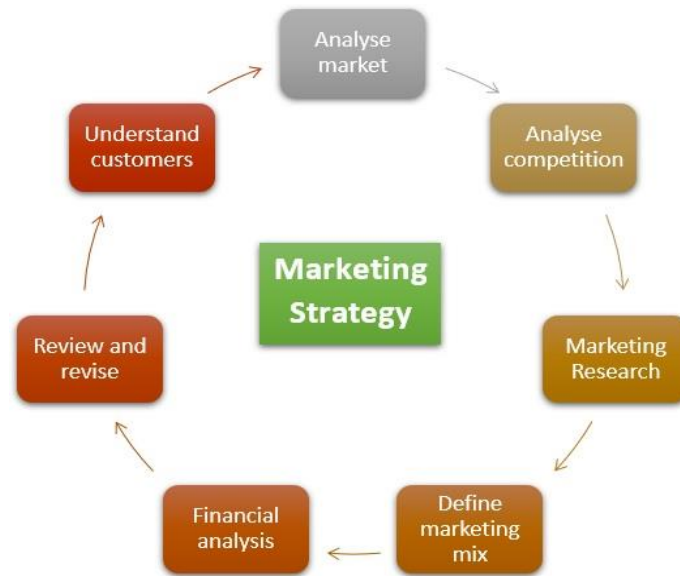 Analyse
market
Analyse
competition
Marketing
Research
Define
marketing
mix
Financial
analysis
Review and
revise
Understand
customers
Marketing
Strategy